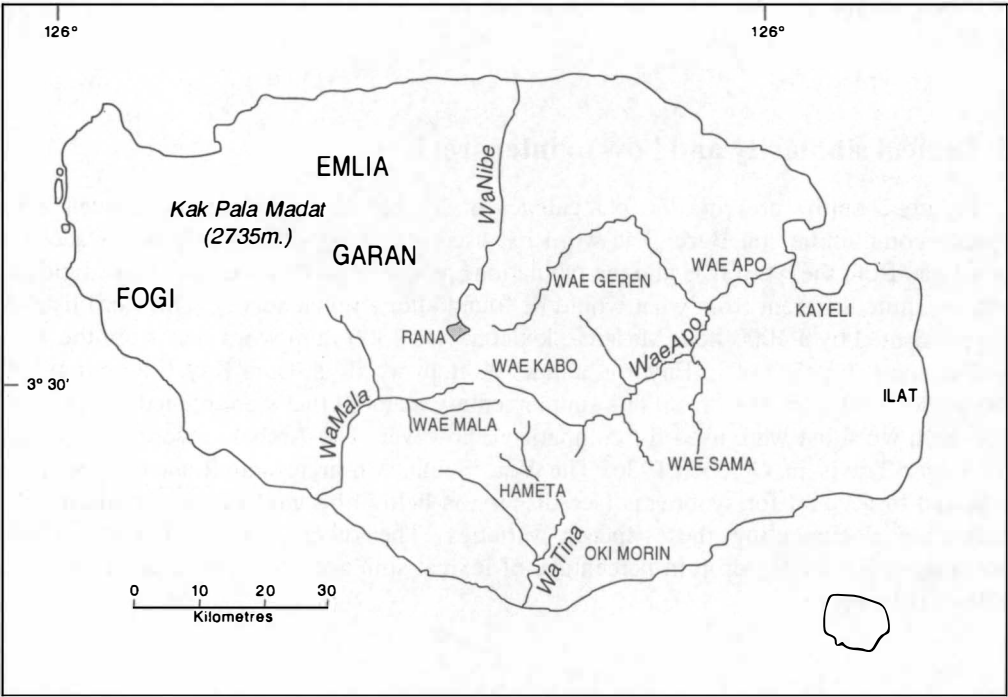 126°
126°
EMLIA
WaNibe
Kak Pala Madat
(2735m.)
GARAN
WAE APO
WAE GEREN
FOGI
KAYELI
RANA
WaeApo
WAE KABO
3° 30'
ILAT
WaMala
WAE MALA
WAE SAMA
HAMETA
WaTina
OKI MORIN
0 10 20 30
Kilometres